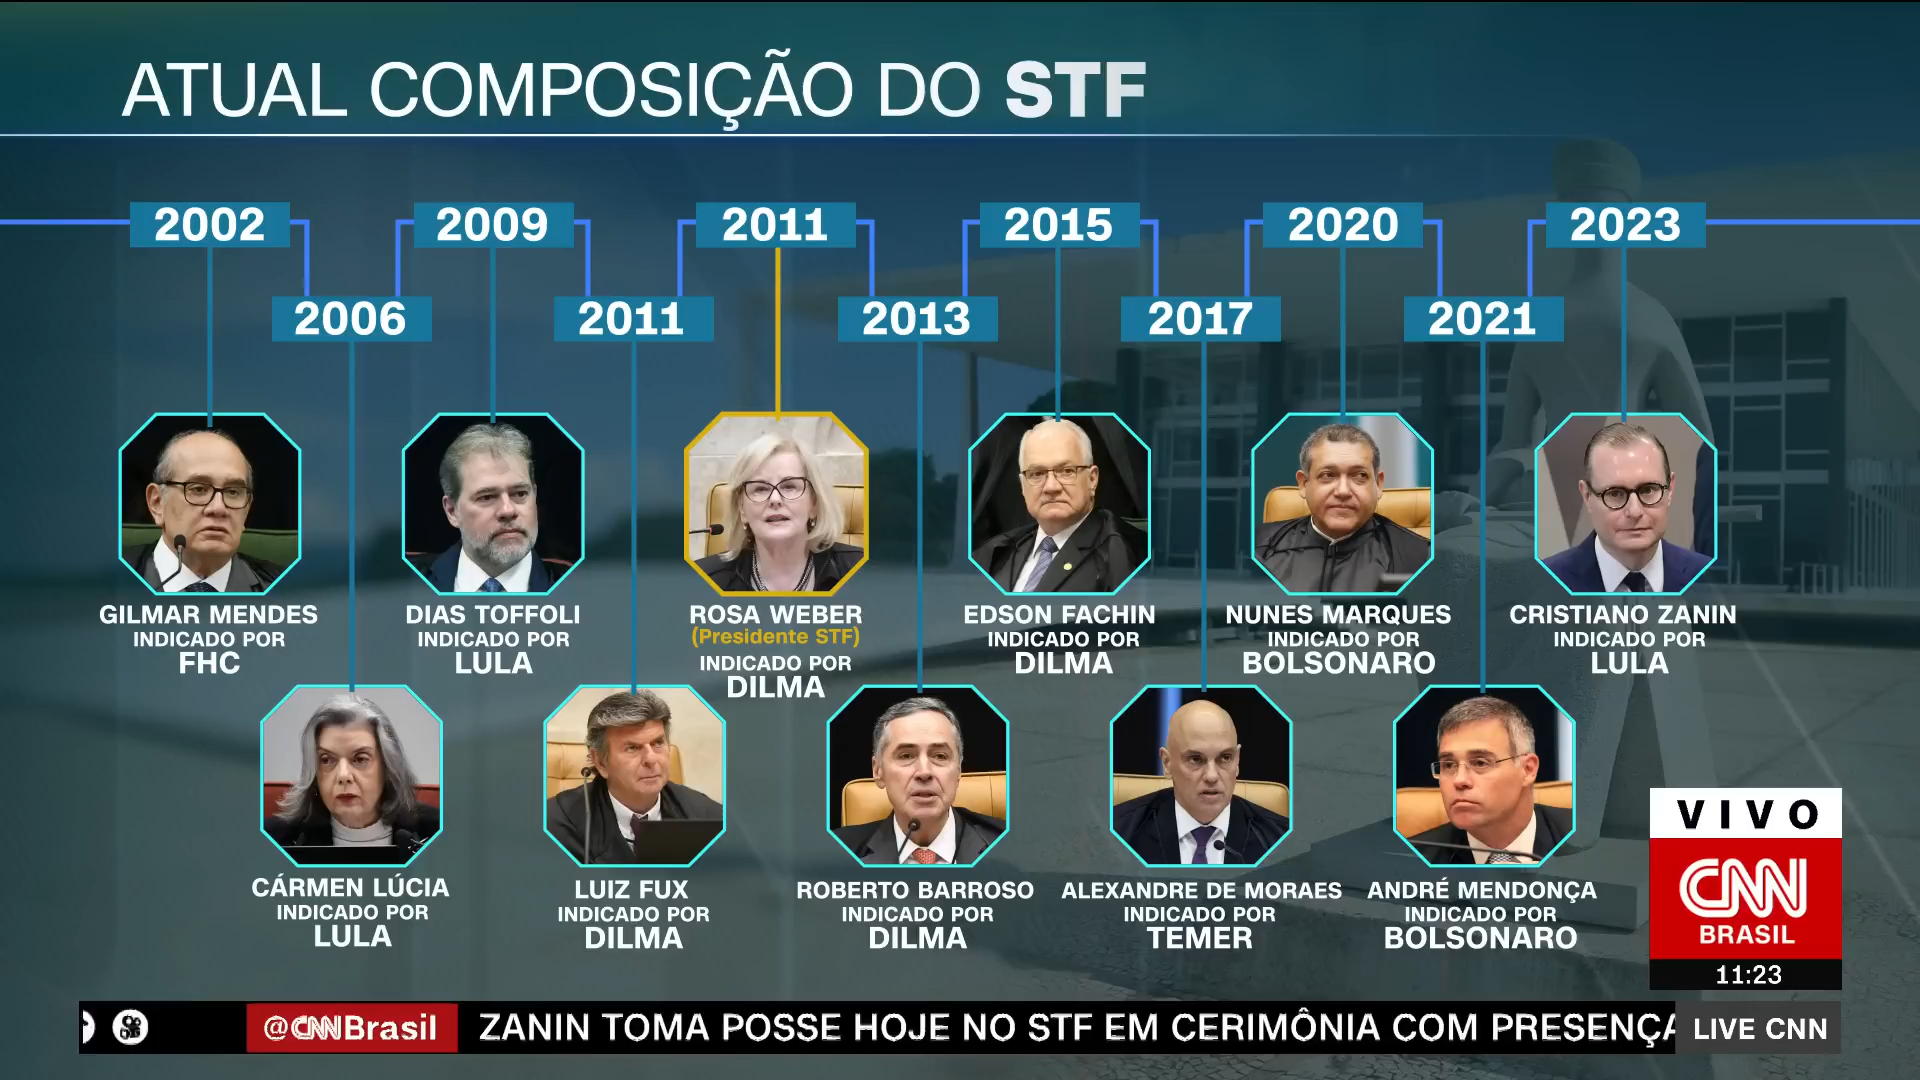 ATUAL COMPOSIÇÃO DO STF
2002
2009
2011
2015
2020
2023
2006
2011
2013
2017
2021
GILMAR MENDES
INDICADO POR
FHC
DIAS TOFFOLI
INDICADO POR
LULA
ROSA WEBER
(Presidente STF)
INDICADO POR
DILMA
EDSON FACHIN
INDICADO POR
DILMA
NUNES MARQUES
INDICADO POR
BOLSONARO
CRISTIANO ZANIN
INDICADO POR
LULA
CÁRMEN LÚCIA
INDICADO POR
LULA
LUIZ FUX
INDICADO POR
DILMA
ROBERTO BARROSO
INDICADO POR
DILMA
ALEXANDRE DE MORAES
INDICADO POR
TEMER
ANDRÉ MENDONÇA
INDICADO POR
BOLSONARO
VIVO
CNN
BRASIL
11:23
@CNNBrasil
ZANIN TOMA POSSE HOJE NO STF EM CERIMÔNIA COM PRESENÇA
LIVE CNN